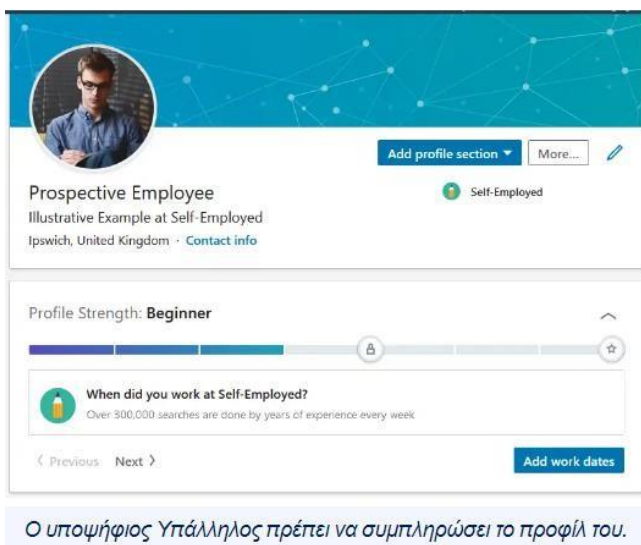 Add profile section
More...
Prospective Employee
Self-Employed
Illustrative Example at Self-Employed
Ipswich, United Kingdom · Contact info
Profile Strength: Beginner
When did you work at Self-Employed?
Over 300,000 searches are done by years of experience every week
Previous Next
Add work dates
Ο υποψήφιος Υπάλληλος πρέπει να συμπληρώσει το προφίλ του.